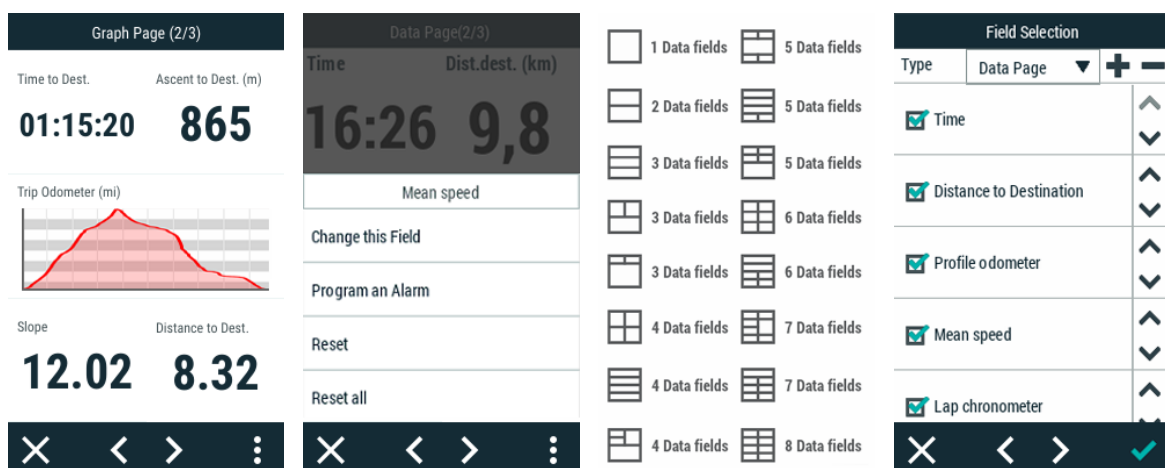 Graph Page (2/3)
Time to Dest. Ascent to Dest. (m)
01:15:20 865
Trip Odometer (mi)
Slope Distance to Dest.
12.02 8.32
Data Page(2/3)
Time Dist.dest. (km)
16:26 9,8
Mean speed
Change this Field
Program an Alarm
Reset
Reset all
1 Data fields 5 Data fields
2 Data fields 5 Data fields
3 Data fields 5 Data fields
3 Data fields 6 Data fields
3 Data fields 6 Data fields
4 Data fields 7 Data fields
4 Data fields 7 Data fields
4 Data fields 8 Data fields
Field Selection
Type Data Page
Time
Distance to Destination
Profile odometer
Mean speed
Lap chronometer